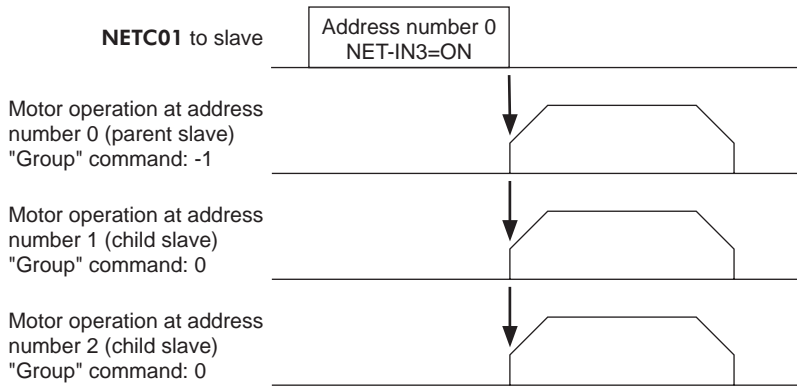 NETC01 to slave
Address number 0
NET-IN3=ON
Motor operation at address
number 0 (parent slave)
"Group" command: -1
Motor operation at address
number 1 (child slave)
"Group" command: 0
Motor operation at address
number 2 (child slave)
"Group" command: 0